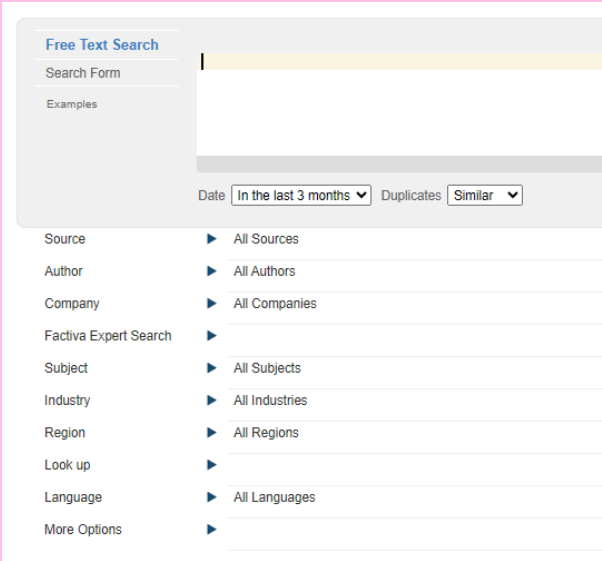 Free Text Search
Search Form
Examples
Date In the last 3 months Duplicates Similar
Source All Sources
Author All Authors
Company All Companies
Factiva Expert Search
Subject All Subjects
Industry All Industries
Region All Regions
Look up
Language All Languages
More Options